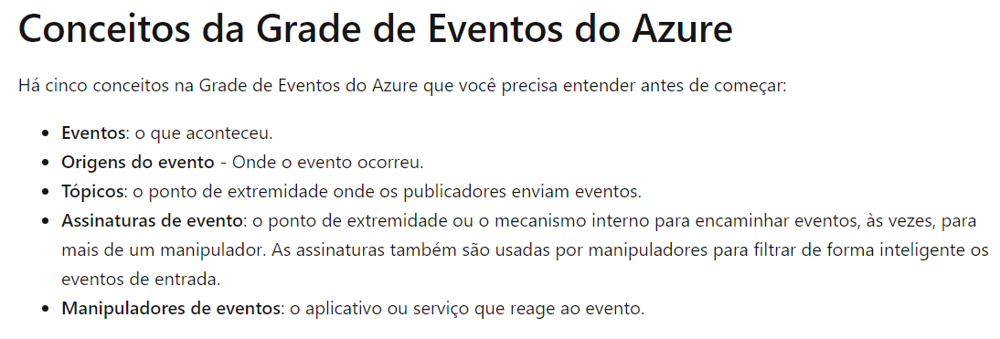 Conceitos da Grade de Eventos do Azure
Há cinco conceitos na Grade de Eventos do Azure que você precisa entender antes de começar:
• Eventos: o que aconteceu.
• Origens do evento - Onde o evento ocorreu.
• Tópicos: o ponto de extremidade onde os publicadores enviam eventos.
• Assinaturas de evento: o ponto de extremidade ou o mecanismo interno para encaminhar eventos, às vezes, para
mais de um manipulador. As assinaturas também são usadas por manipuladores para filtrar de forma inteligente os
eventos de entrada.
• Manipuladores de eventos: o aplicativo ou serviço que reage ao evento.